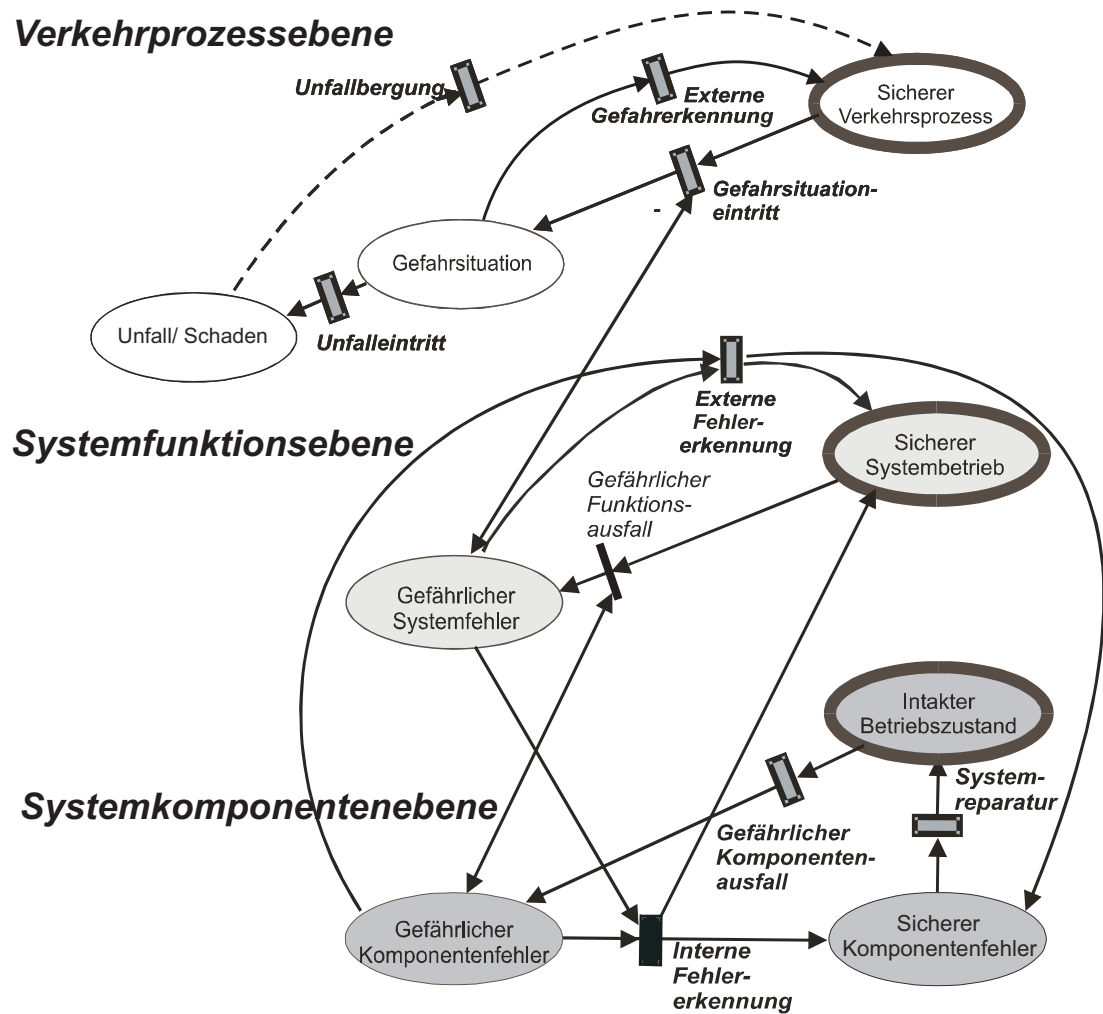 Verkehrprozessebene
Unfallbergung
Externe
Gefahrerkennung
Sicherer
Verkehrsprozess
Gefahrsituation-
eintritt
-
Gefahrsituation
Unfall/ Schaden
Unfalleintritt
Externe
Fehler-
erkennung
Systemfunktionsebene
Sicherer
Systembetrieb
Gefährlicher
Funktions-
ausfall
Gefährlicher
Systemfehler
Intakter
Betriebszustand
Systemkomponentenebene
System-
reparatur
Gefährlicher
Komponenten-
ausfall
Gefährlicher
Komponentenfehler
Sicherer
Komponentenfehler
Interne
Fehler-
erkennung